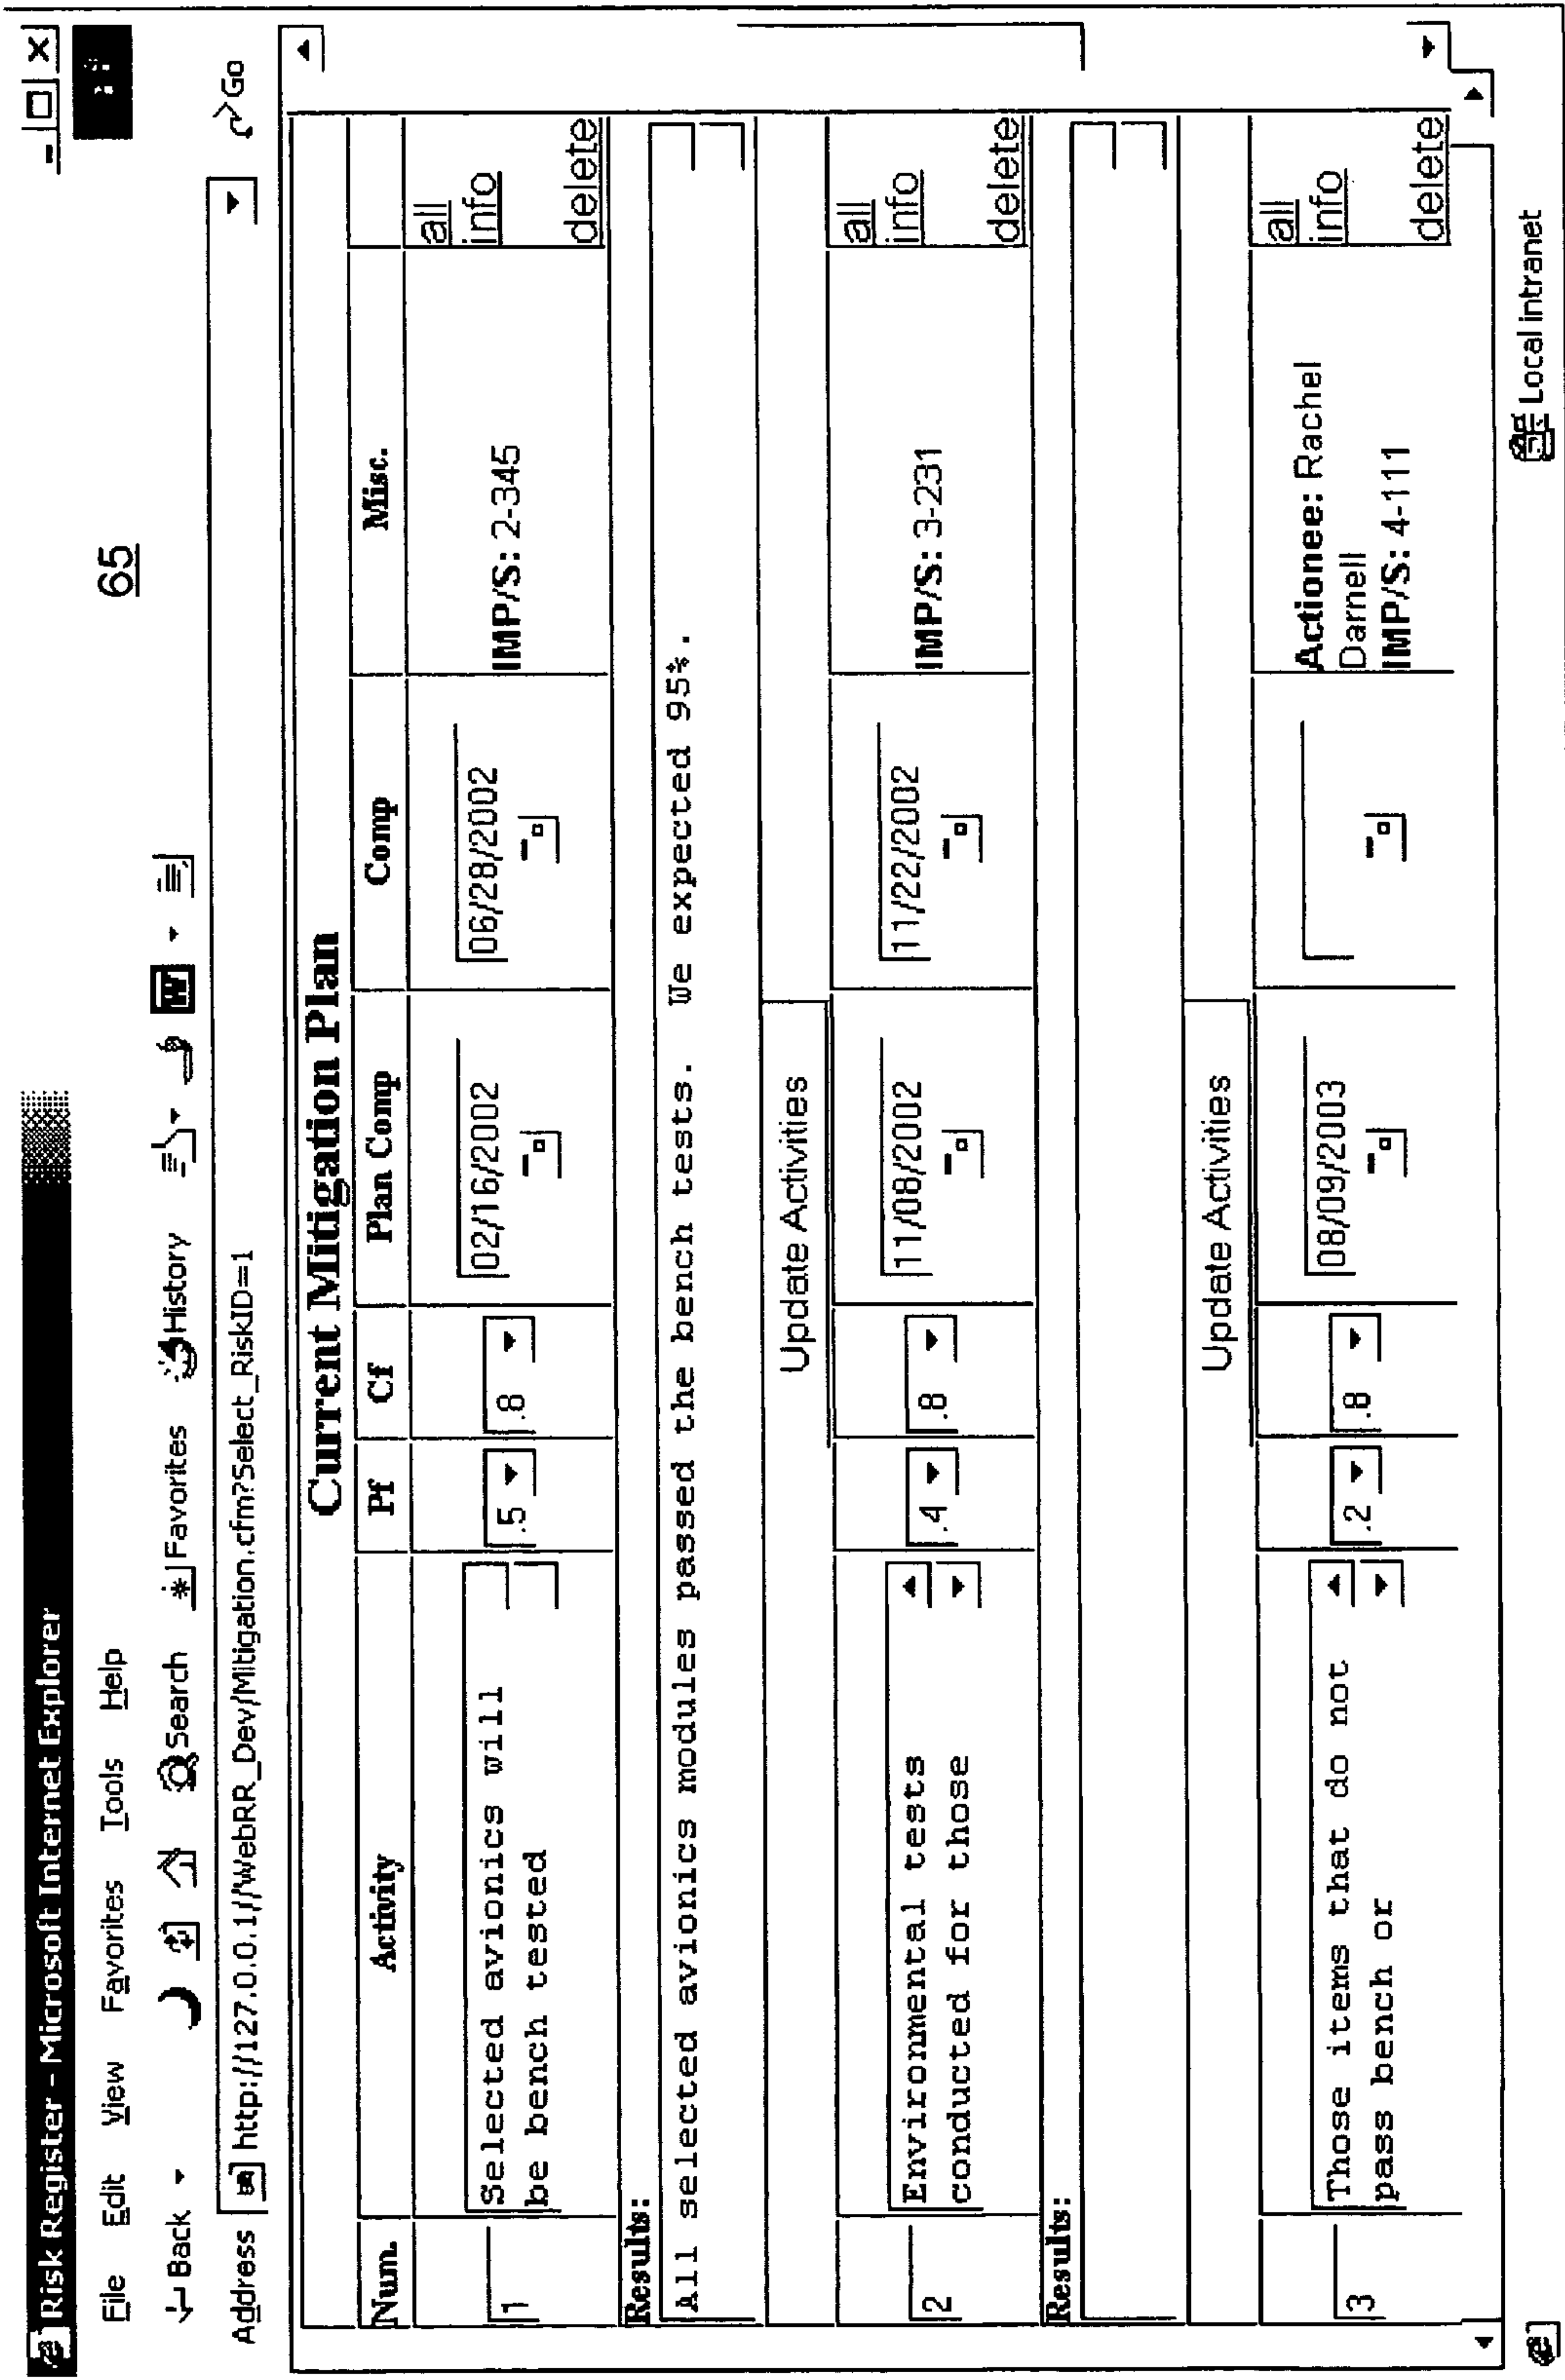 Risk Register - Microsoft Internet Explorer
65
File Edit View Favorites Tools Help
Back Search Favorites History
Address http://127.0.0.1//WebRR_Dev/Mitigation.cfm?Select_RiskID=1 Go
Current Mitigation Plan
Num. Activity Pf Cf Plan Comp Comp Misc.
1 Selected avionics will be bench tested .5 .8 02/16/2002 06/28/2002 IMP/S: 2-345 all info delete
Results:
All selected avionics modules passed the bench tests. We expected 95%.
Update Activities
2 Environmental tests conducted for those .4 .8 11/08/2002 11/22/2002 IMP/S: 3-231 all info delete
Results:
Update Activities
3 Those items that do not pass bench or .2 .8 08/09/2003 Actionee: Rachel Darnell IMP/S: 4-111 all info delete
Local intranet